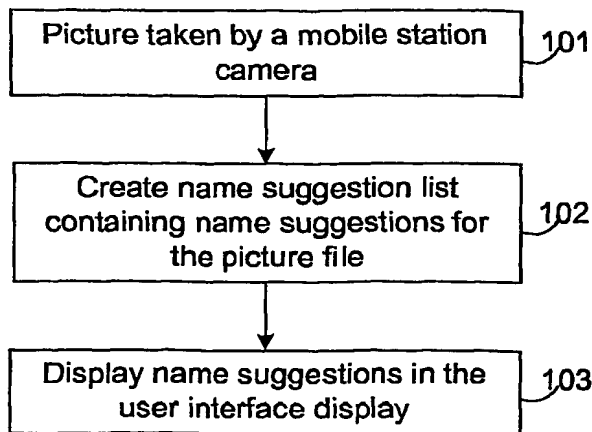 Picture taken by a mobile station
camera
101
Create name suggestion list
containing name suggestions for
the picture file
102
Display name suggestions in the
user interface display
103